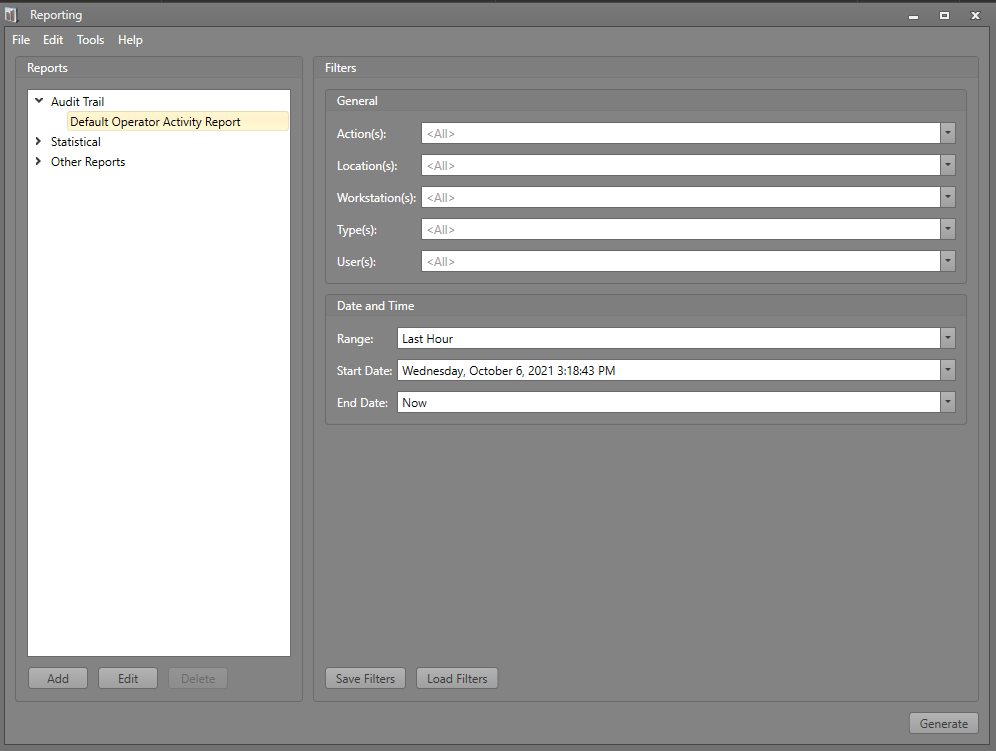 Reporting
File Edit Tools Help
Reports
Audit Trail
Default Operator Activity Report
Statistical
Other Reports
Add Edit Delete
Filters
General
Action(s): <All>
Location(s): <All>
Workstation(s): <All>
Type(s): <All>
User(s): <All>
Date and Time
Range: Last Hour
Start Date: Wednesday, October 6, 2021 3:18:43 PM
End Date: Now
Save Filters Load Filters
Generate